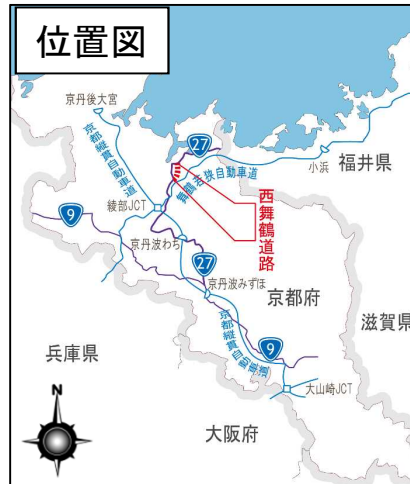 位置図
京丹後大宮
京都縦貫自動車道
27
舞鶴若狭自動車道
小浜
福井県
西舞鶴道路
綾部JCT
9
京丹波わち
27
京丹波みずほ
京都府
滋賀県
京都縦貫自動車道
9
兵庫県
大山崎JCT
N
大阪府